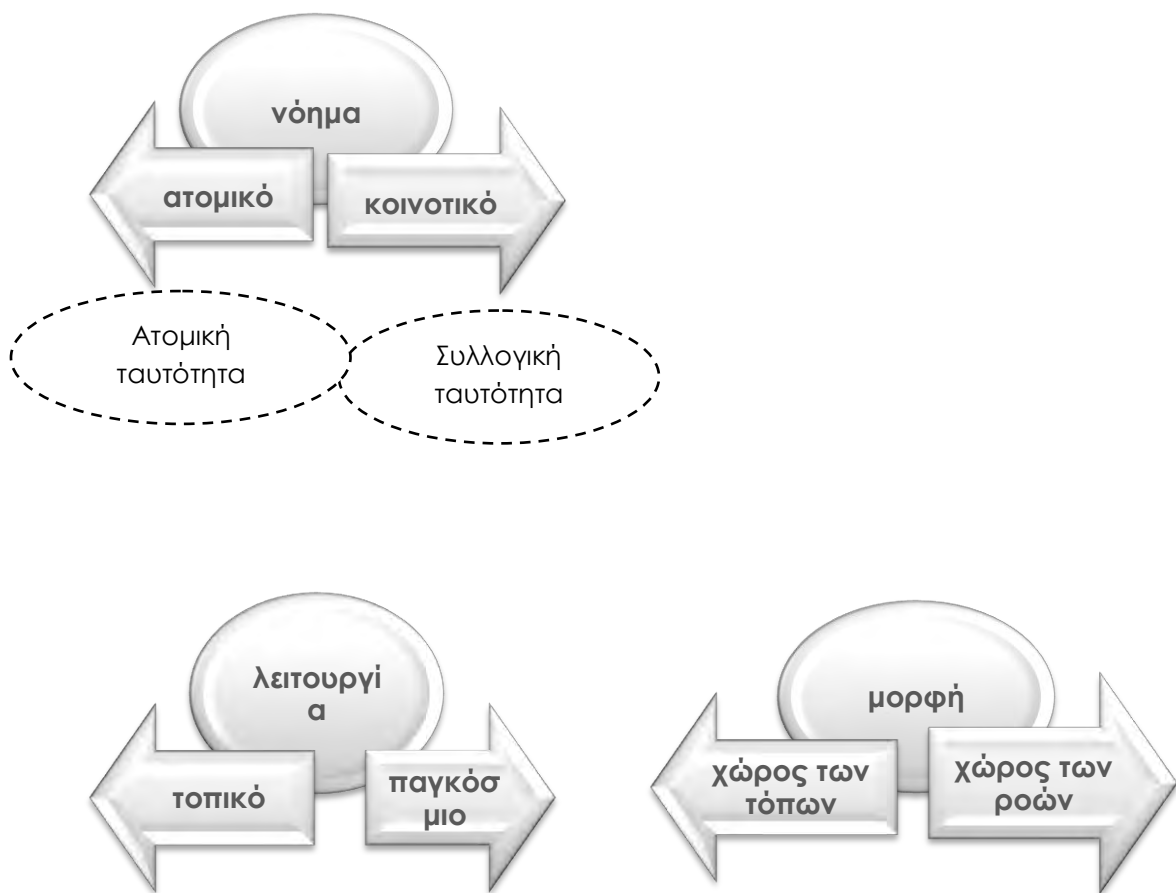 νόημα
ατομικό
κοινοτικό
Ατομική
ταυτότητα
Συλλογική
ταυτότητα
λειτουργί
α
τοπικό
παγκόσ
μιο
μορφή
χώρος των
τόπων
χώρος των
ροών